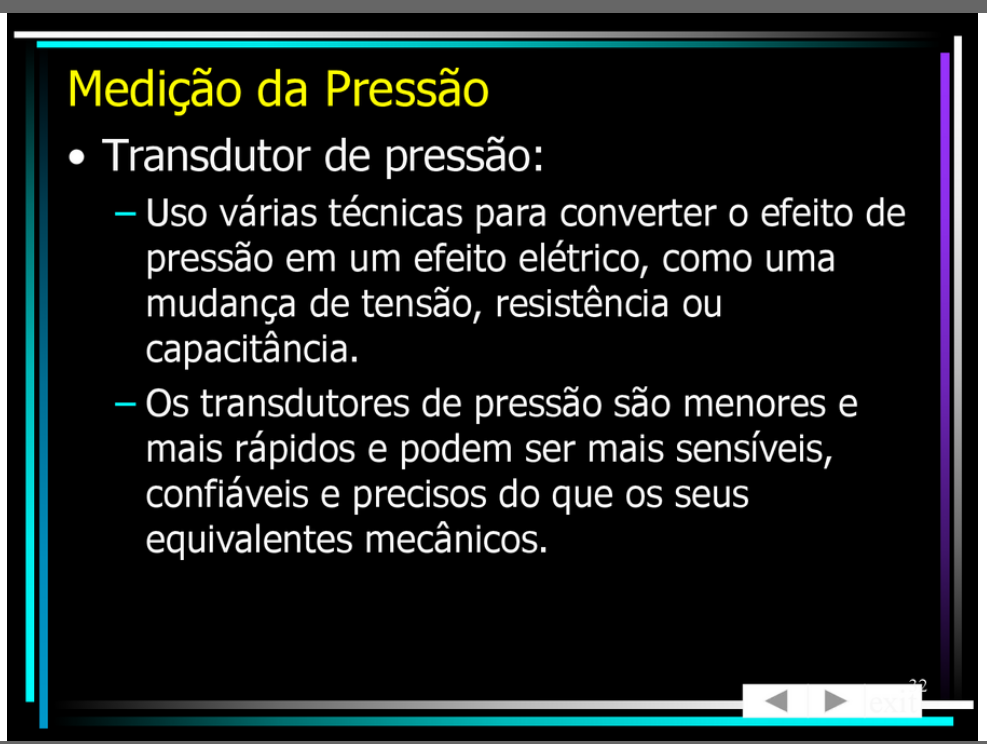 Medição da Pressão
• Transdutor de pressão:
– Uso várias técnicas para converter o efeito de
pressão em um efeito elétrico, como uma
mudança de tensão, resistência ou
capacitância.
– Os transdutores de pressão são menores e
mais rápidos e podem ser mais sensíveis,
confiáveis e precisos do que os seus
equivalentes mecânicos.